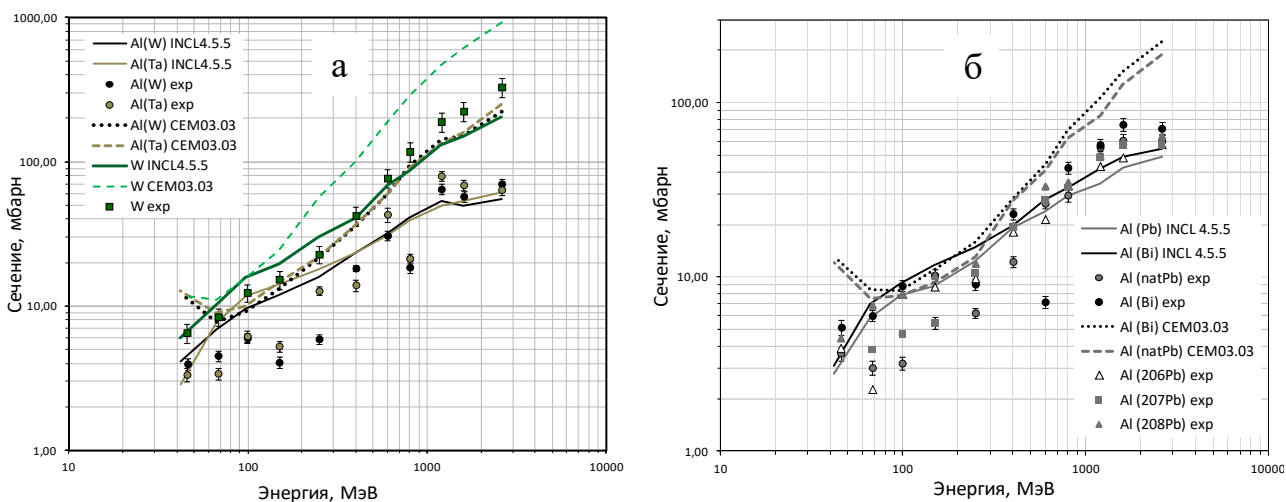 а
1000,00
100,00
10,00
1,00
Сечение, мбарн
Al(W) INCL4.5.5
Al(Ta) INCL4.5.5
Al(W) exp
Al(Ta) exp
Al(W) CEM03.03
Al(Ta) CEM03.03
W INCL4.5.5
W CEM03.03
W exp
10
100
1000
10000
Энергия, МэВ
б
100,00
10,00
1,00
Сечение, мбарн
Al (Pb) INCL 4.5.5
Al (Bi) INCL 4.5.5
Al (natPb) exp
Al (Bi) exp
Al (Bi) CEM03.03
Al (natPb) CEM03.03
Al (206Pb) exp
Al (207Pb) exp
Al (208Pb) exp
10
100
1000
10000
Энергия, МэВ